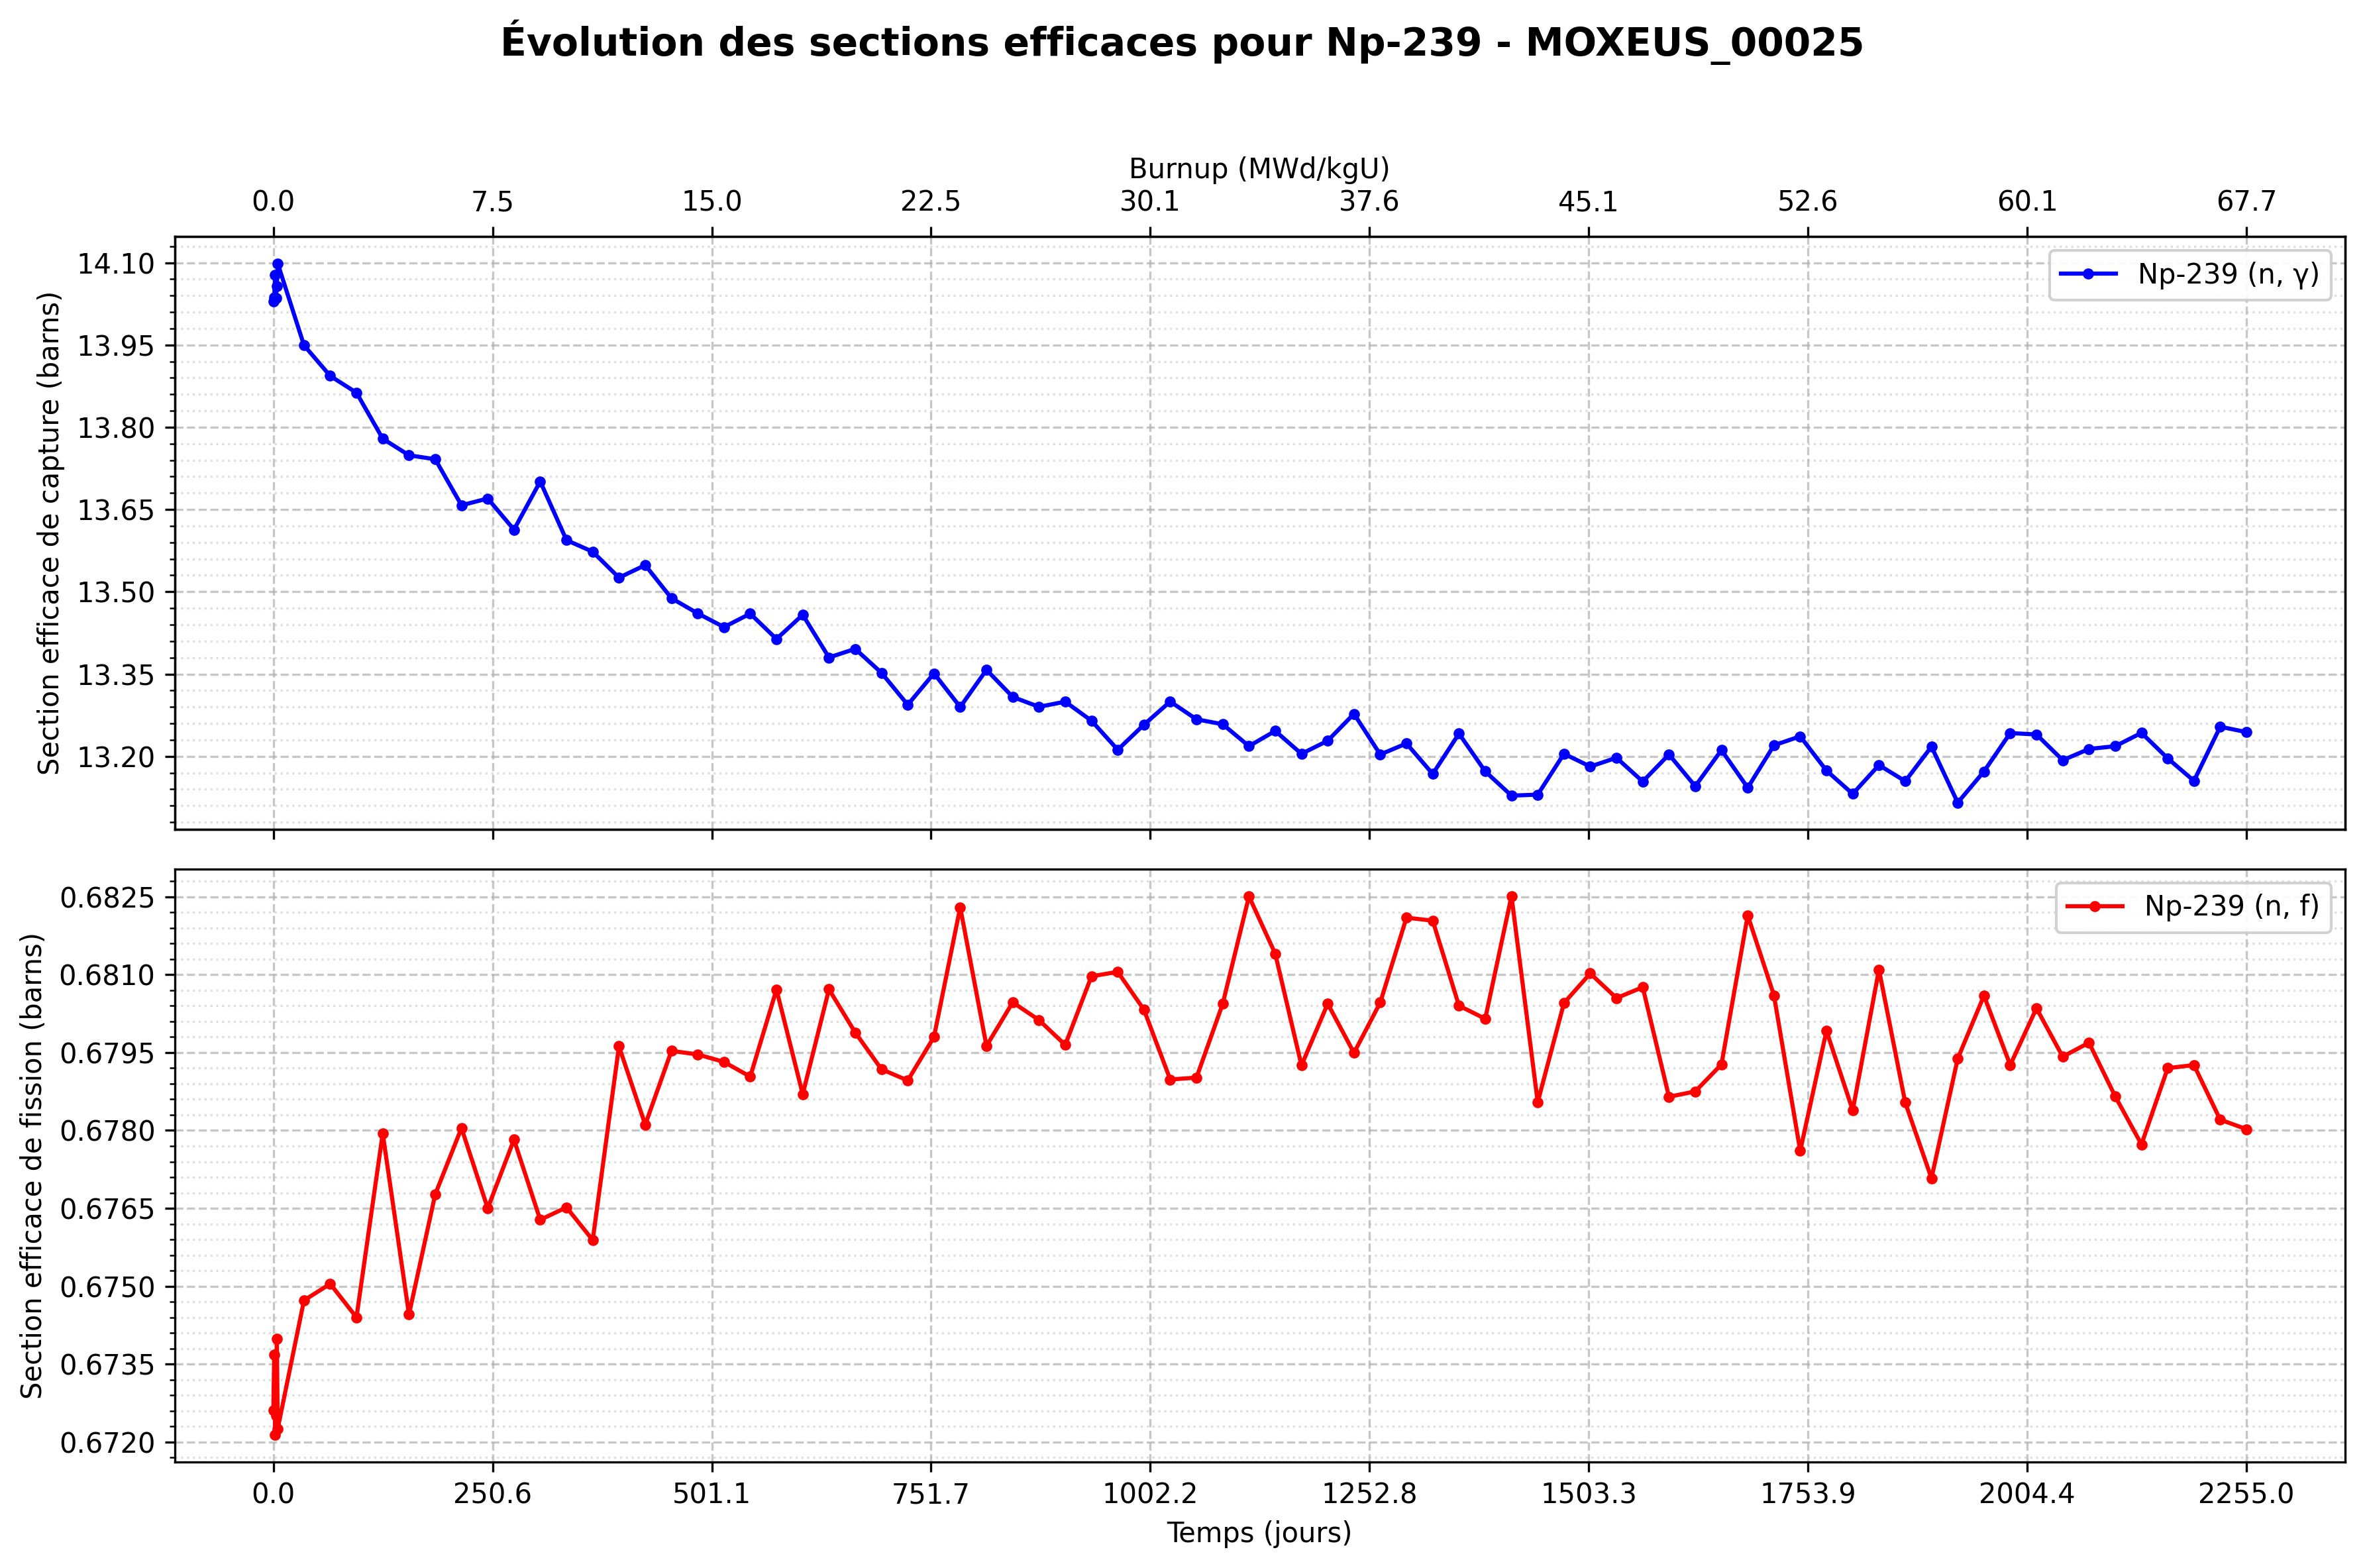 Évolution des sections efficaces pour Np-239 - MOXEUS_00025
Burnup (MWd/kgU)
0.0 7.5 15.0 22.5 30.1 37.6 45.1 52.6 60.1 67.7
Section efficace de capture (barns)
14.10
13.95
13.80
13.65
13.50
13.35
13.20
Np-239 (n, γ)
Section efficace de fission (barns)
0.6825
0.6810
0.6795
0.6780
0.6765
0.6750
0.6735
0.6720
Np-239 (n, f)
0.0 250.6 501.1 751.7 1002.2 1252.8 1503.3 1753.9 2004.4 2255.0
Temps (jours)